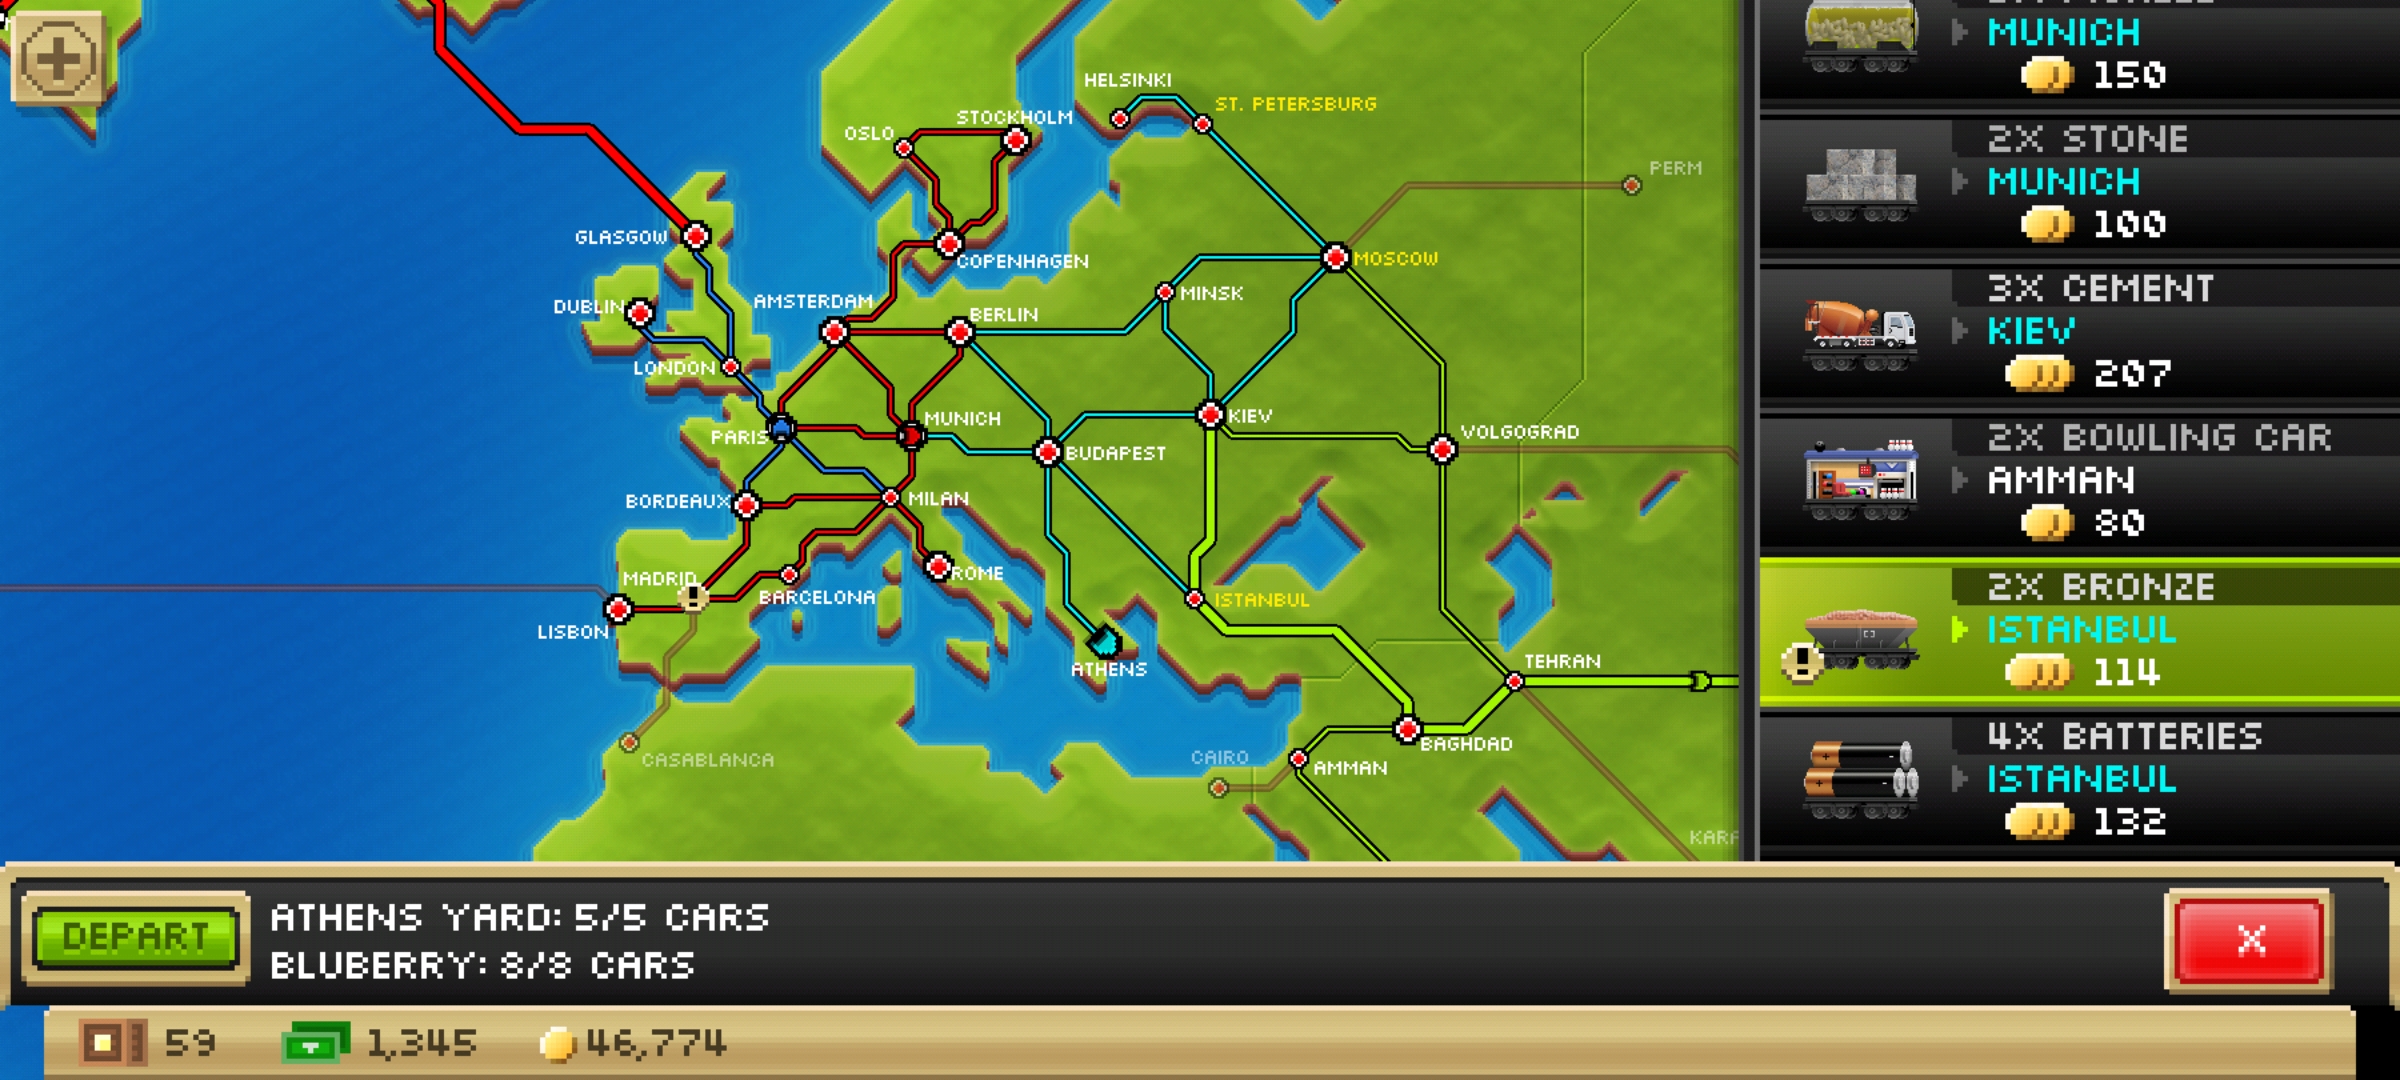 HELSINKI
ST. PETERSBURG
STOCKHOLM
OSLO
PERM
GLASGOW
COPENHAGEN
MOSCOW
DUBLIN
AMSTERDAM
MINSK
BERLIN
LONDON
PARIS
MUNICH
KIEV
VOLGOGRAD
BUDAPEST
BORDEAUX
MILAN
MADRID
ROME
BARCELONA
ISTANBUL
LISBON
ATHENS
TEHRAN
CASABLANCA
CAIRO
BAGHDAD
AMMAN
MUNICH
150
2X STONE
MUNICH
100
3X CEMENT
KIEV
207
2X BOWLING CAR
AMMAN
80
2X BRONZE
ISTANBUL
114
4X BATTERIES
ISTANBUL
132
DEPART
ATHENS YARD: 5/5 CARS
BLUBERRY: 8/8 CARS
X
59
1,345
46,774